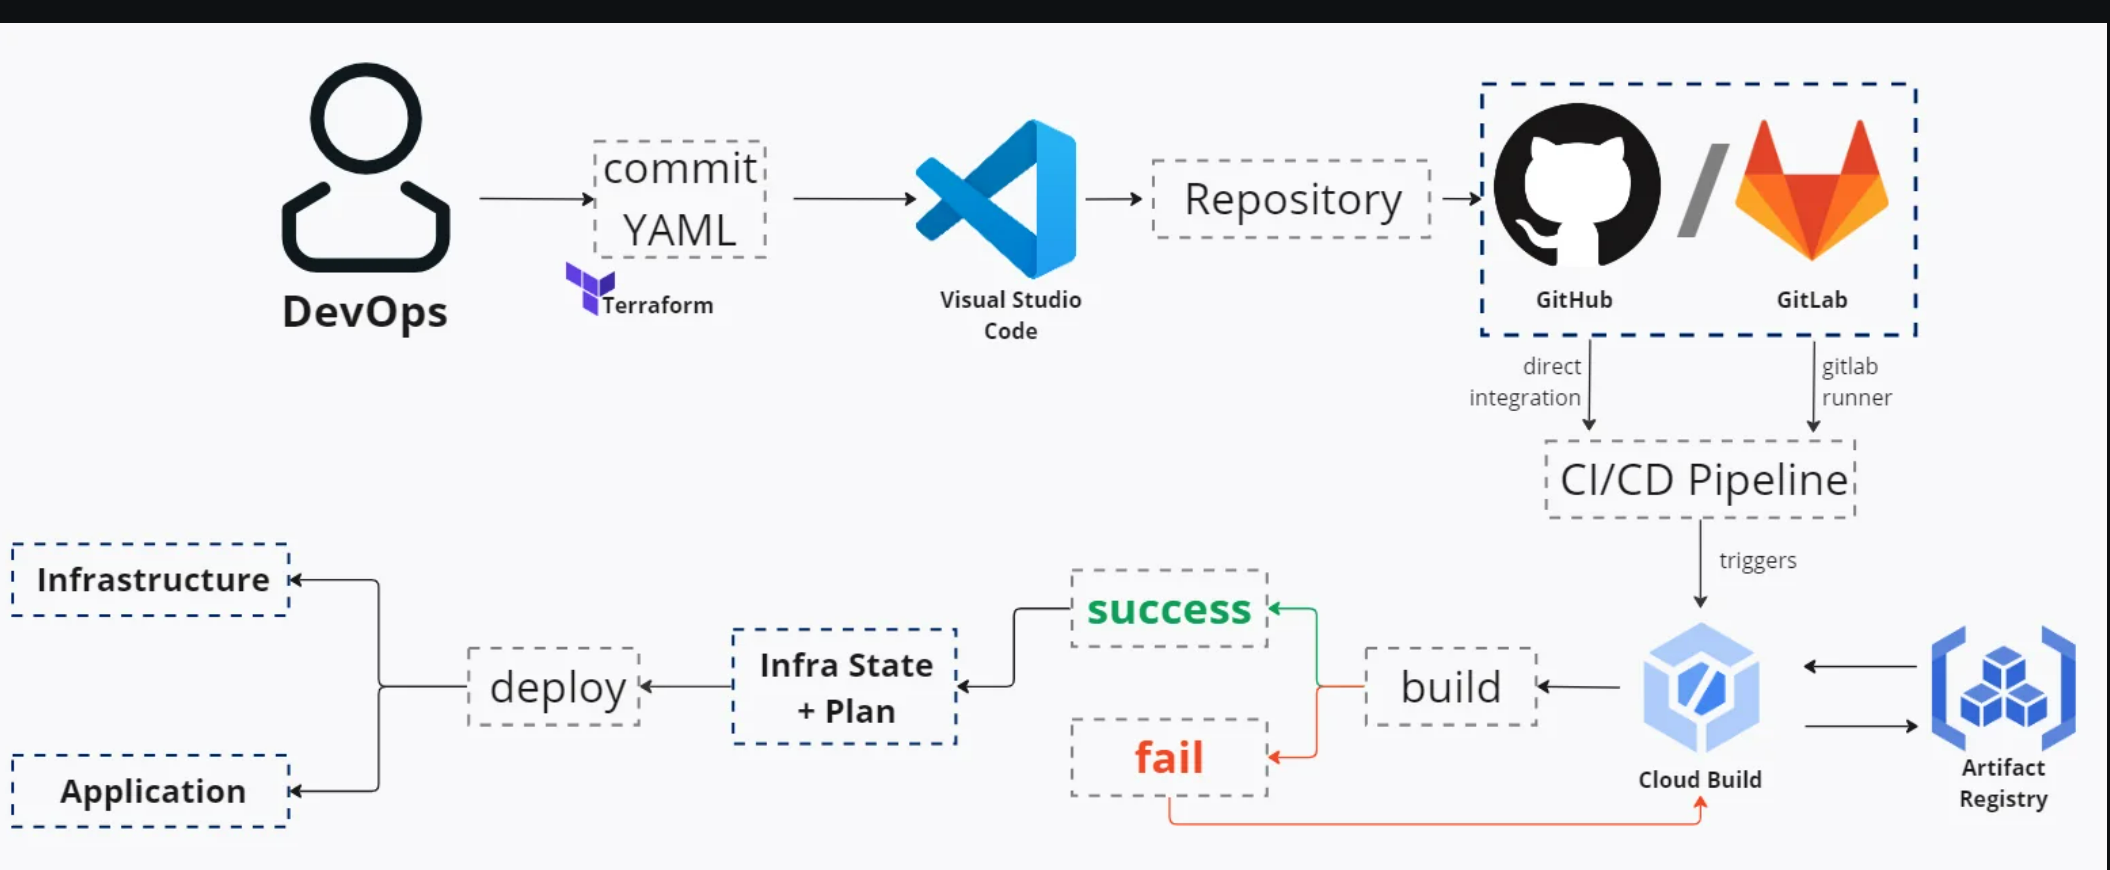 commit
YAML
Terraform
DevOps
Visual Studio
Code
Repository
GitHub
GitLab
direct
integration
gitlab
runner
CI/CD Pipeline
triggers
Cloud Build
Artifact
Registry
build
success
fail
Infra State
+ Plan
deploy
Infrastructure
Application